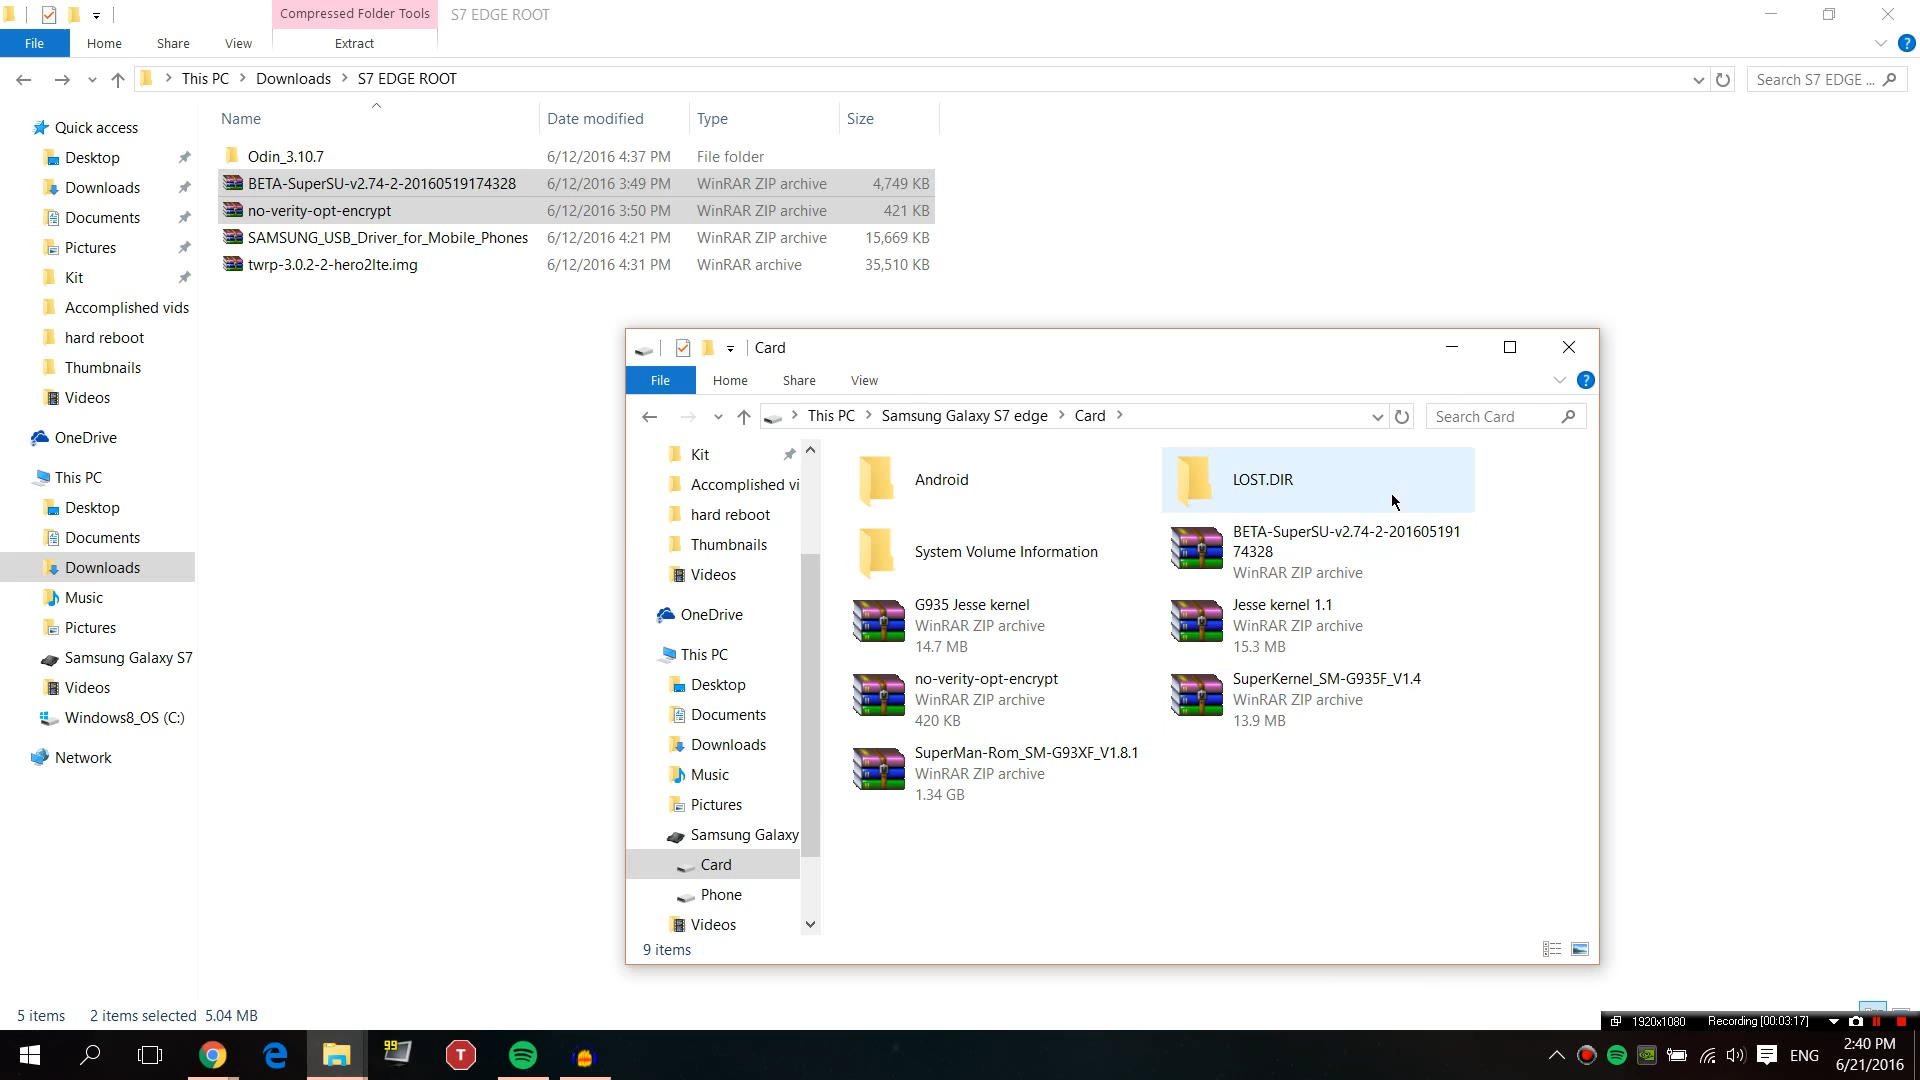 Compressed Folder Tools
S7 EDGE ROOT
File
Home
Share
View
Extract
This PC
Downloads
S7 EDGE ROOT
Search S7 EDGE ...
Name
Date modified
Type
Size
Odin_3.10.7
6/12/2016 4:37 PM
File folder
BETA-SuperSU-v2.74-2-20160519174328
6/12/2016 3:49 PM
WinRAR ZIP archive
4,749 KB
no-verity-opt-encrypt
6/12/2016 3:50 PM
WinRAR ZIP archive
421 KB
SAMSUNG_USB_Driver_for_Mobile_Phones
6/12/2016 4:21 PM
WinRAR ZIP archive
15,669 KB
twrp-3.0.2-2-hero2lte.img
6/12/2016 4:31 PM
WinRAR archive
35,510 KB
Quick access
Desktop
Downloads
Documents
Pictures
Kit
Accomplished vids
hard reboot
Thumbnails
Videos
OneDrive
This PC
Desktop
Documents
Downloads
Music
Pictures
Samsung Galaxy S7
Videos
Windows8_OS (C:)
Network
Card
File
Home
Share
View
This PC
Samsung Galaxy S7 edge
Card
Search Card
Kit
Accomplished vi
hard reboot
Thumbnails
Videos
OneDrive
This PC
Desktop
Documents
Downloads
Music
Pictures
Samsung Galaxy
Card
Phone
Videos
Android
LOST.DIR
System Volume Information
BETA-SuperSU-v2.74-2-201605191
74328
WinRAR ZIP archive
G935 Jesse kernel
WinRAR ZIP archive
14.7 MB
Jesse kernel 1.1
WinRAR ZIP archive
15.3 MB
no-verity-opt-encrypt
WinRAR ZIP archive
420 KB
SuperKernel_SM-G935F_V1.4
WinRAR ZIP archive
13.9 MB
SuperMan-Rom_SM-G93XF_V1.8.1
WinRAR ZIP archive
1.34 GB
9 items
5 items
2 items selected 5.04 MB
1920x1080
Recording [00:03:17]
99
T
ENG
2:40 PM
6/21/2016